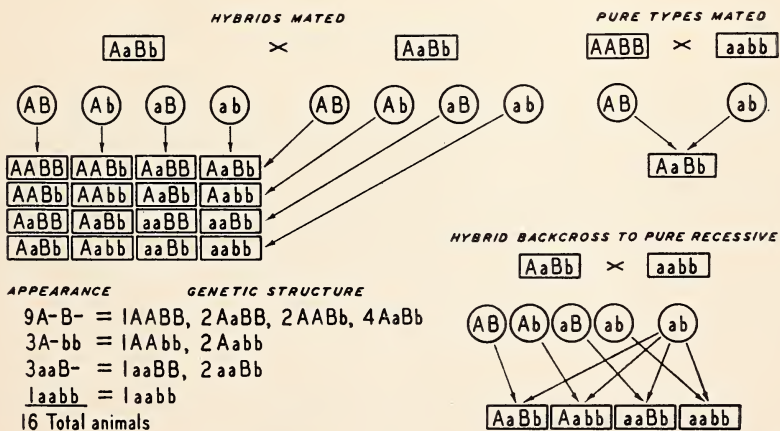 HYBRIDS MATED
AaBb × AaBb
AB Ab aB ab AB Ab aB ab
AABB AABb AaBB AaBb
AABb AAbb AaBb Aabb
AaBB AaBb aaBB aaBb
AaBb Aabb aaBb aabb
APPEARANCE GENETIC STRUCTURE
9A-B- = 1AABB, 2AaBB, 2AABb, 4AaBb
3A-bb = 1AAbb, 2Aabb
3aaB- = 1aaBB, 2aaBb
1aabb = 1aabb
16 Total animals
PURE TYPES MATED
AABB × aabb
AB ab
AaBb
HYBRID BACKCROSS TO PURE RECESSIVE
AaBb × aabb
AB Ab aB ab ab
AaBb Aabb aaBb aabb